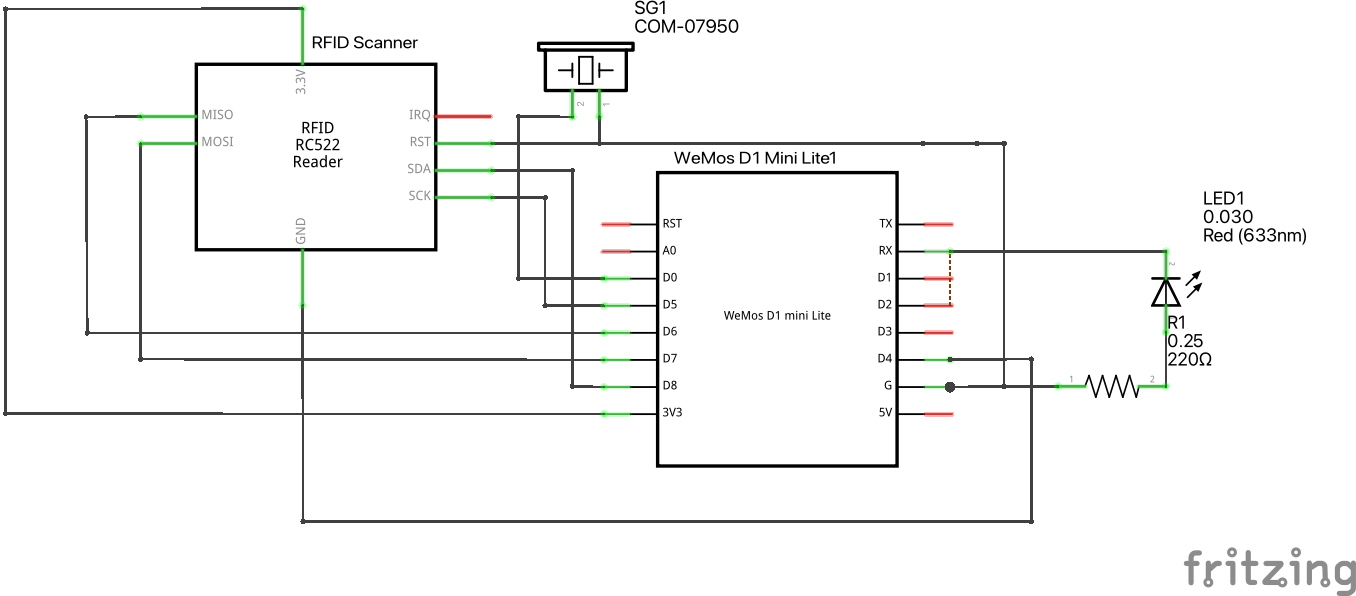 SG1
COM-07950
RFID Scanner
3.3V
MISO
MOSI
RFID
RC522
Reader
IRQ
RST
SDA
SCK
GND
2
1
WeMos D1 Mini Lite1
RST
A0
D0
D5
D6
D7
D8
3V3
WeMos D1 mini Lite
TX
RX
D1
D2
D3
D4
G
5V
LED1
0.030
Red (633nm)
2
R1
0.25
220Ω
1
2
fritzing